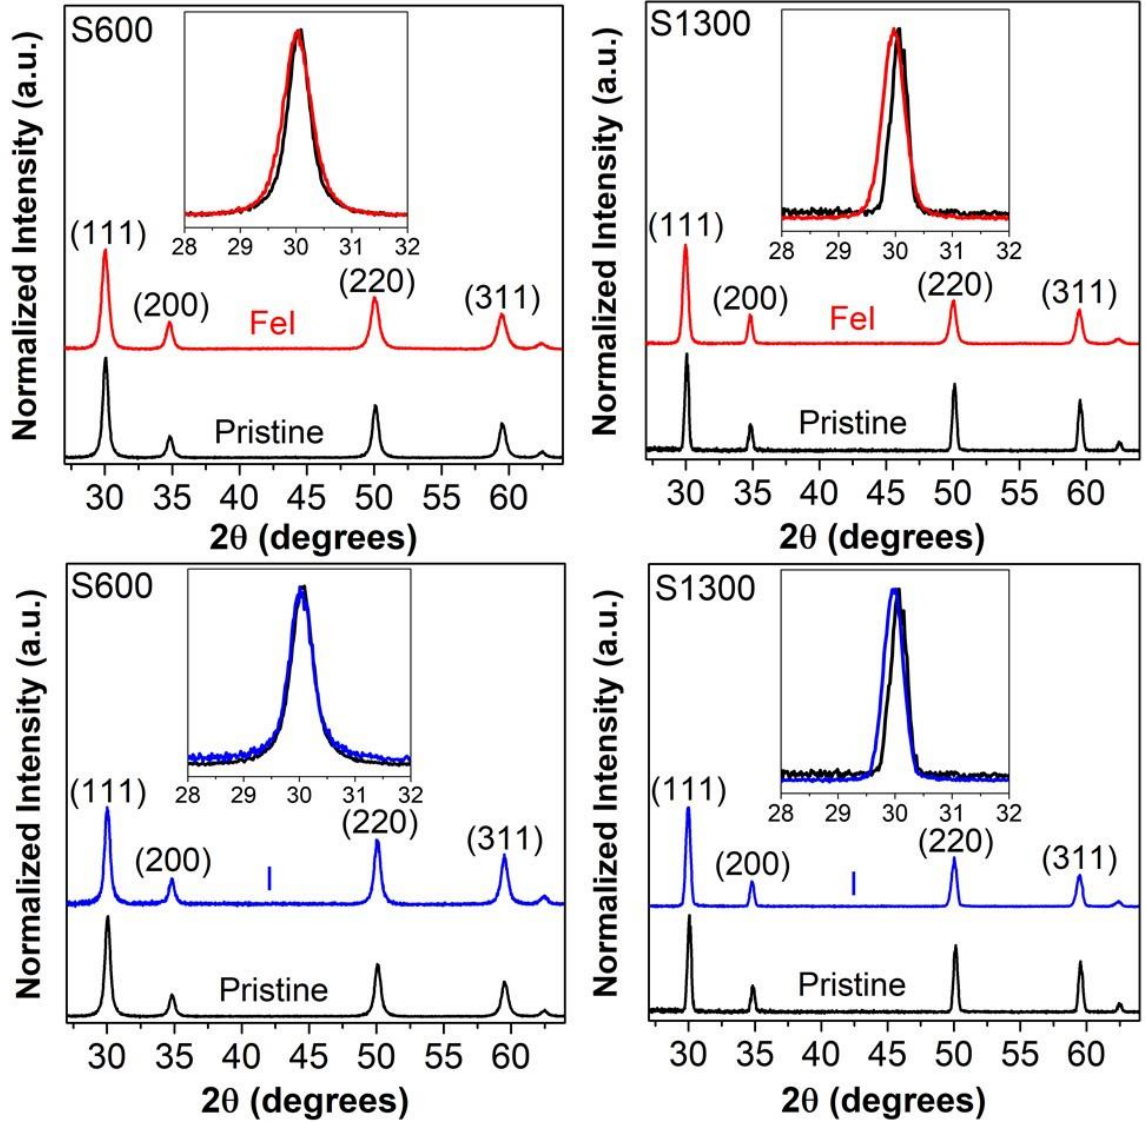 S600
Normalized Intensity (a.u.)
28 29 30 31 32
(111)
(200)
(220)
(311)
FeI
Pristine
30 35 40 45 50 55 60
2θ (degrees)
S1300
Normalized Intensity (a.u.)
28 29 30 31 32
(111)
(200)
(220)
(311)
FeI
Pristine
30 35 40 45 50 55 60
2θ (degrees)
S600
Normalized Intensity (a.u.)
28 29 30 31 32
(111)
(200)
(220)
(311)
I
Pristine
30 35 40 45 50 55 60
2θ (degrees)
S1300
Normalized Intensity (a.u.)
28 29 30 31 32
(111)
(200)
(220)
(311)
I
Pristine
30 35 40 45 50 55 60
2θ (degrees)